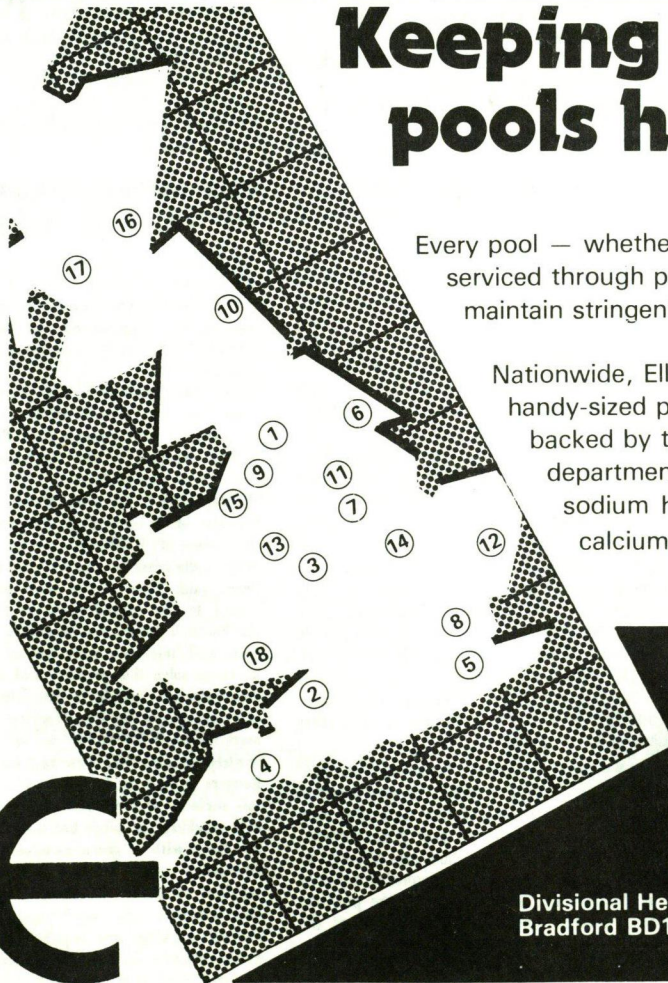 Keeping
pools h
Every pool — whethe
serviced through p
maintain stringen
Nationwide, Ell
handy-sized p
backed by t
department
sodium h
calcium
16
17
10
6
1
9
11
15
7
13
3
14
12
8
18
2
5
4
Divisional He
Bradford BD1